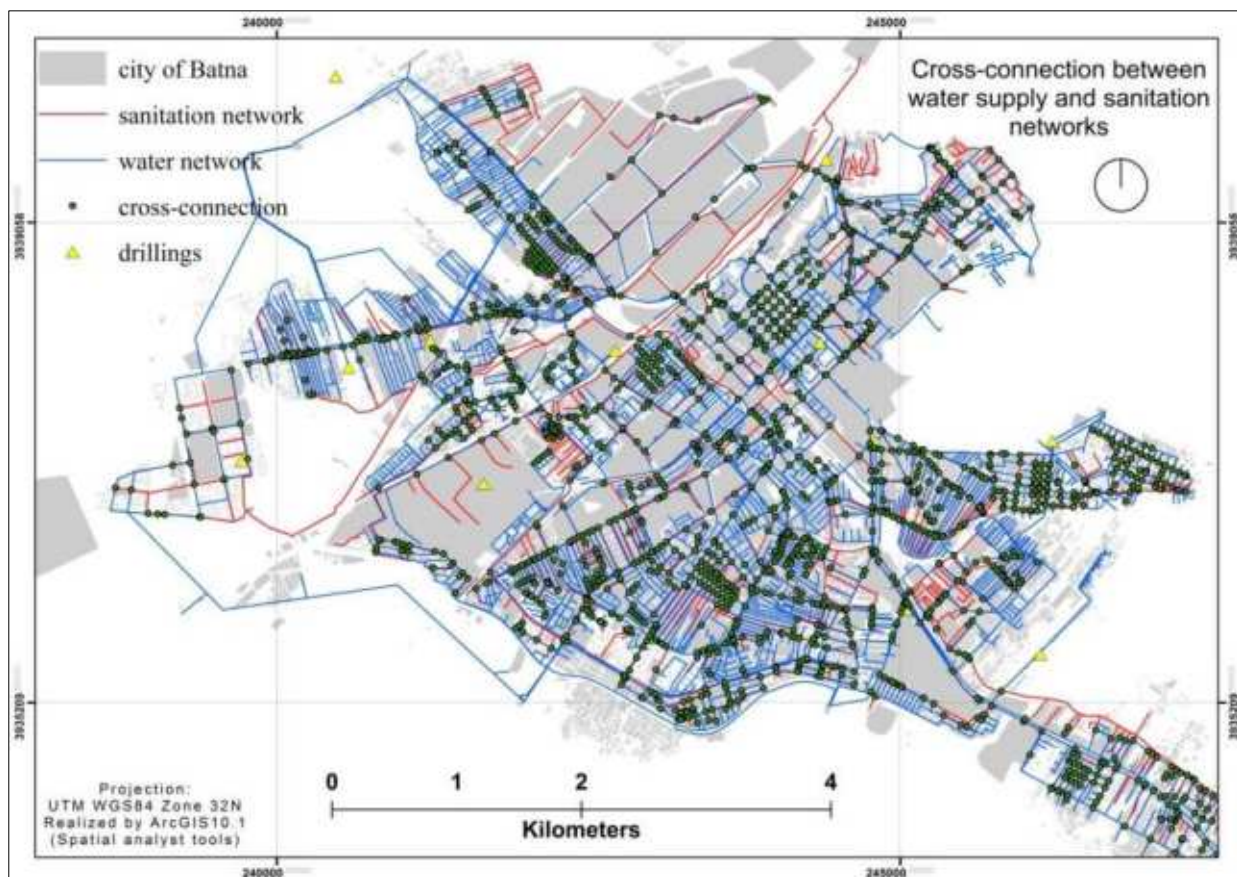 240000
245000
city of Batna
sanitation network
water network
cross-connection
drillings
Cross-connection between
water supply and sanitation
networks
3939058
3939058
3935209
3935209
0 1 2 4
Kilometers
Projection:
UTM WGS84 Zone 32N
Realized by ArcGIS10.1
(Spatial analyst tools)
240000
245000